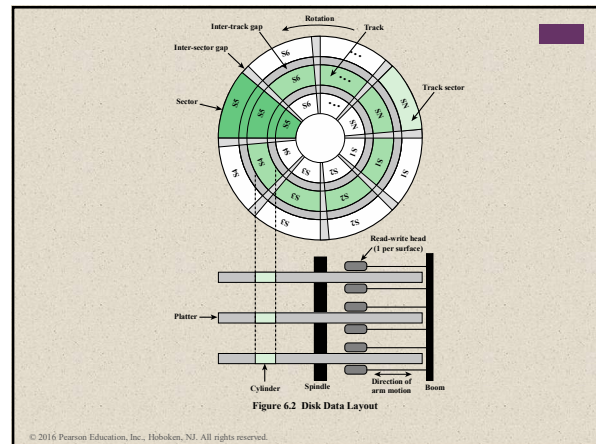 Rotation
Inter-track gap
Track
Inter-sector gap
S6
• • •
S6
• • •
SN
Sector
S5
S5
S5
S6
• • •
SN
SN
Track sector
S4
S4
S4
S1
S1
S1
S3
S2
S3
S2
S3
S2
Read-write head
(1 per surface)
Platter
Cylinder
Spindle
Direction of
arm motion
Boom
Figure 6.2 Disk Data Layout
© 2016 Pearson Education, Inc., Hoboken, NJ. All rights reserved.